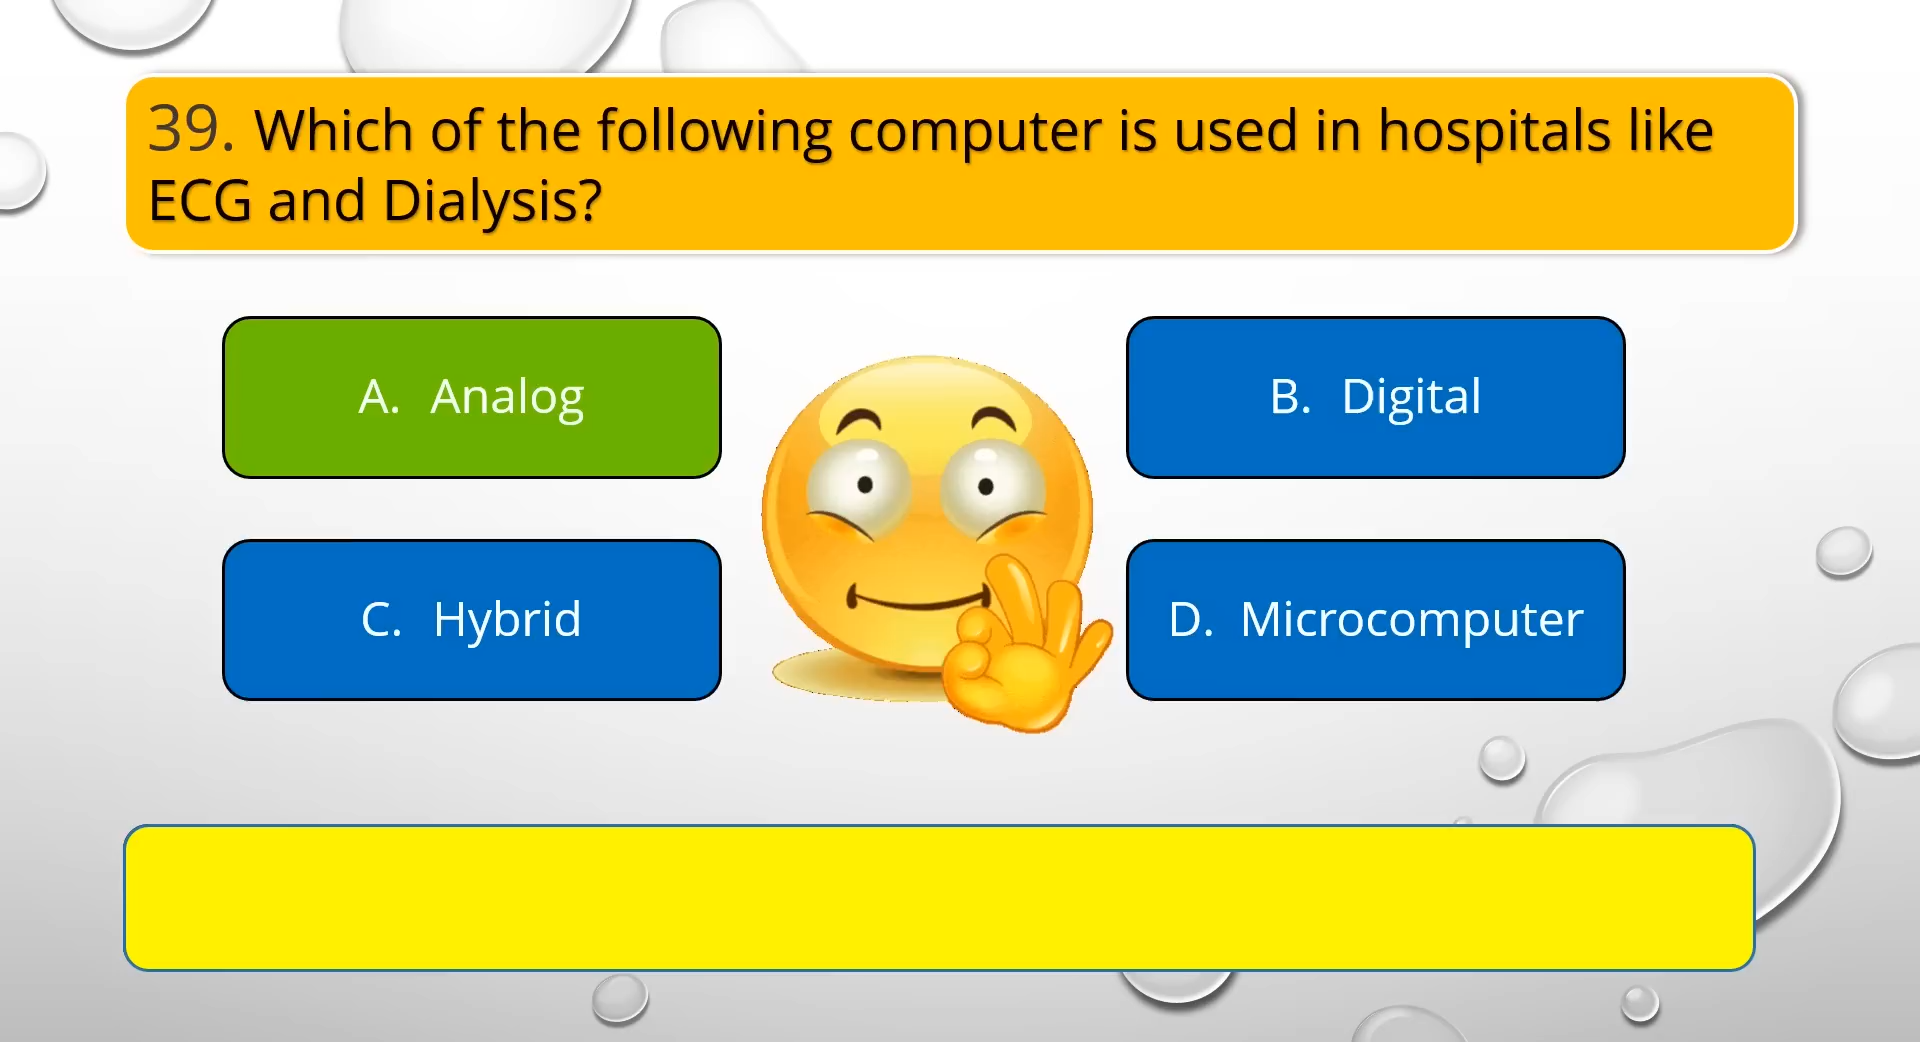 39. Which of the following computer is used in hospitals like
ECG and Dialysis?
A. Analog
B. Digital
C. Hybrid
D. Microcomputer